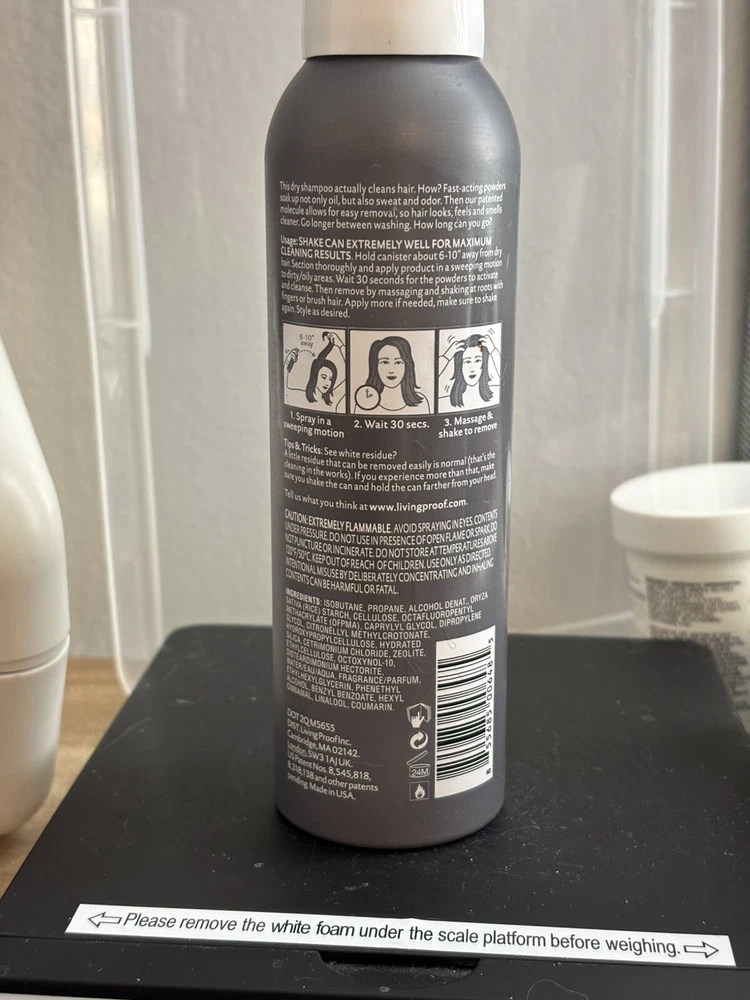 This dry shampoo actually cleans hair. How? Fast-acting powders
soak up not only oil, but also sweat and odor. Then our patented
molecule allows for easy removal, so hair looks, feels and smells
cleaner. Go longer between washing. How long can you go?
Usage: SHAKE CAN EXTREMELY WELL FOR MAXIMUM
CLEANING RESULTS. Hold canister about 6-10" away from dry
hair. Section thoroughly and apply product in a sweeping motion
to dirty/oily areas. Wait 30 seconds for the powders to activate
and cleanse. Then remove by massaging and shaking at roots with
fingers or brush hair. Apply more if needed, make sure to shake
again. Style as desired.
6-10"
away
1. Spray in a
sweeping motion
2. Wait 30 secs.
3. Massage &
shake to remove
Tips & Tricks: See white residue?
A little residue that can be removed easily is normal (that's the
cleaning in the works). If you experience more than that, make
sure you shake the can and hold the can farther from your head.
Tell us what you think at www.livingproof.com.
CAUTION: EXTREMELY FLAMMABLE. AVOID SPRAYING IN EYES. CONTENTS
UNDER PRESSURE. DO NOT USE IN PRESENCE OF OPEN FLAME OR SPARK. DO
NOT PUNCTURE OR INCINERATE. DO NOT STORE AT TEMPERATURES ABOVE
120°F/50°C. KEEP OUT OF REACH OF CHILDREN. USE ONLY AS DIRECTED.
INTENTIONAL MISUSE BY DELIBERATELY CONCENTRATING AND INHALING
CONTENTS CAN BE HARMFUL OR FATAL.
INGREDIENTS: ISOBUTANE, PROPANE, ALCOHOL DENAT., ORYZA
SATIVA (RICE) STARCH, CELLULOSE, OCTAFLUOROPENTYL
METHACRYLATE (OFPMA), CAPRYLYL GLYCOL, DIPROPYLENE
GLYCOL, CITRONELLYL METHYLCROTONATE,
HYDROXYPROPYLCELLULOSE, HYDRATED
SILICA, CETRIMONIUM CHLORIDE, ZEOLITE,
ETHYLCELLULOSE, OCTOXYNOL-10,
DISTEARDIMONIUM HECTORITE,
WATER/EAU/AQUA, FRAGRANCE/PARFUM,
ETHYLHEXYLGLYCERIN, PHENETHYL
ALCOHOL, BENZYL BENZOATE, HEXYL
CINNAMAL, LINALOOL, COUMARIN.
DOT 2Q MS655
DIST. Living Proof Inc.
Cambridge, MA 02142.
London, SW3 1AJ UK.
US Patent Nos. 8,545,818,
8,318,138 and other patents
pending. Made in USA.
24M
8 55685 00648 5
Please remove the white foam under the scale platform before weighing.